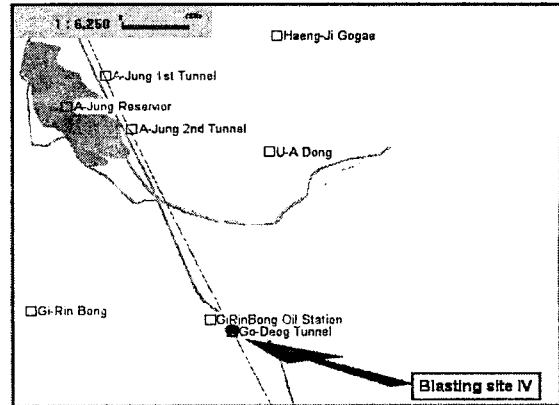 1 : 6,250
Haeng-Ji Gogae
A-Jung 1st Tunnel
A-Jung Reservior
A-Jung 2nd Tunnel
U-A Dong
Gi-Rin Bong
GiRinBong Oil Station
Go-Deog Tunnel
Blasting site IV